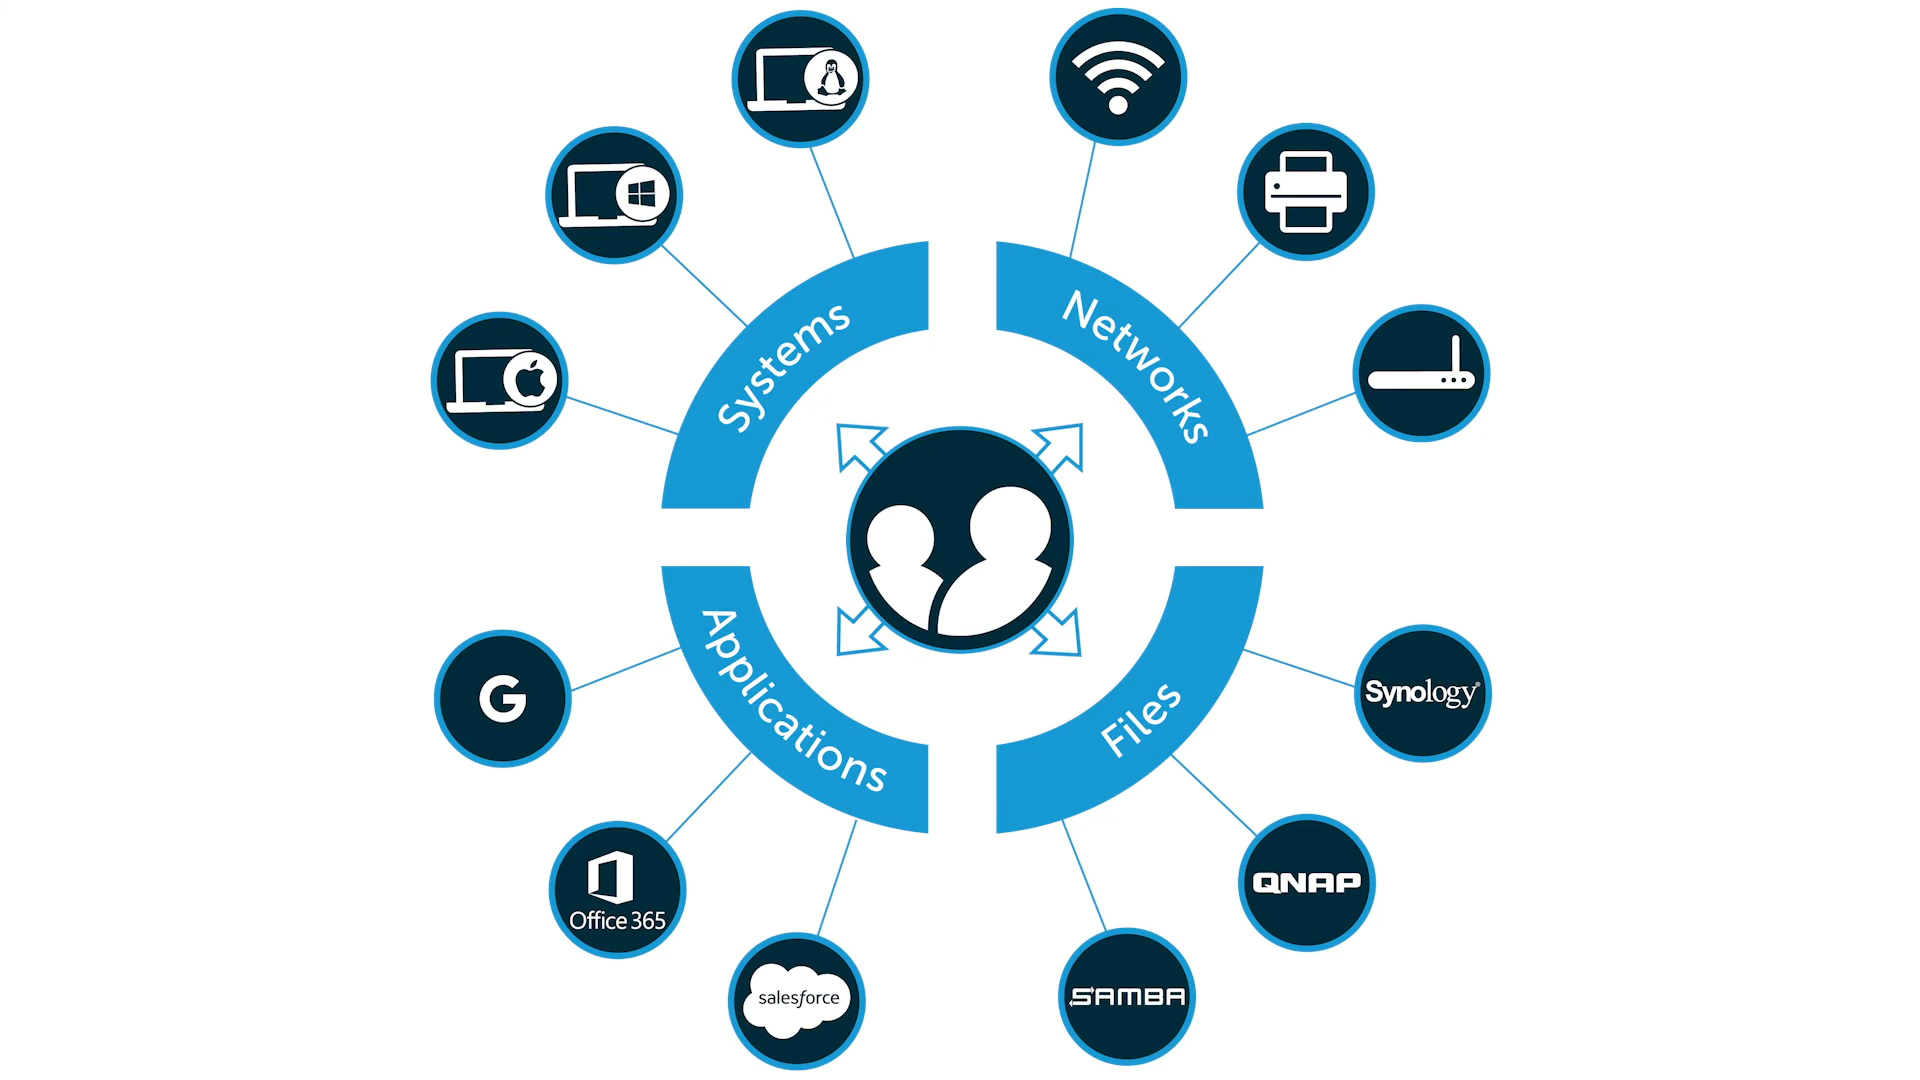 Systems
Networks
Applications
Files
G
Office 365
salesforce
Synology®
QNAP
SAMBA